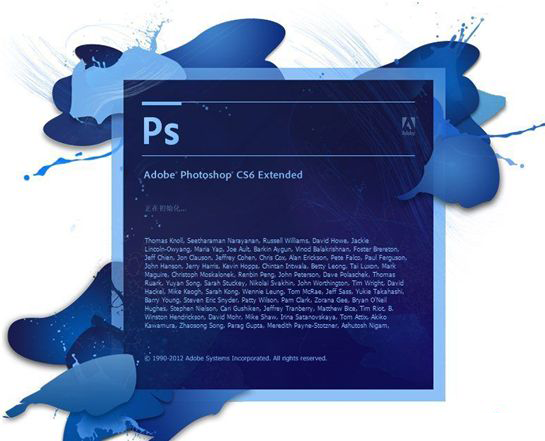 Ps
Adobe
Adobe® Photoshop® CS6 Extended
正在初始化...
Thomas Knoll, Seetharaman Narayanan, Russell Williams, David Howe, Jackie
Lincoln-Owyang, Maria Yap, Joe Ault, Barkin Aygun, Vinod Balakrishnan, Foster Brereton,
Jeff Chien, Jon Clauson, Jeffrey Cohen, Chris Cox, Alan Erickson, Pete Falco, Paul Ferguson,
John Hanson, Jerry Harris, Kevin Hopps, Chintan Intwala, Betty Leong, Tai Luxon, Mark
Maguire, Christoph Moskalonek, Renbin Peng, John Peterson, Dave Polaschek, Thomas
Ruark, Yuyan Song, Sarah Stuckey, Nikolai Svakhin, John Worthington, Tim Wright, David
Hackel, Mike Keogh, Sarah Kong, Wennie Leung, Tom McRae, Jeff Sass, Yukie Takahashi,
Barry Young, Steven Eric Snyder, Patty Wilson, Pam Clark, Zorana Gee, Bryan O'Neil
Hughes, Stephen Nielson, Cari Gushiken, Jeffrey Tranberry, Matthew Bice, Tim Riot, B.
Winston Hendrickson, David Mohr, Mike Shaw, Irina Satanovskaya, Tom Attix, Akiko
Kawamura, Zhaosong Song, Parag Gupta, Meredith Payne-Stotzner, Ashutosh Nigam,
© 1990-2012 Adobe Systems Incorporated. All rights reserved.